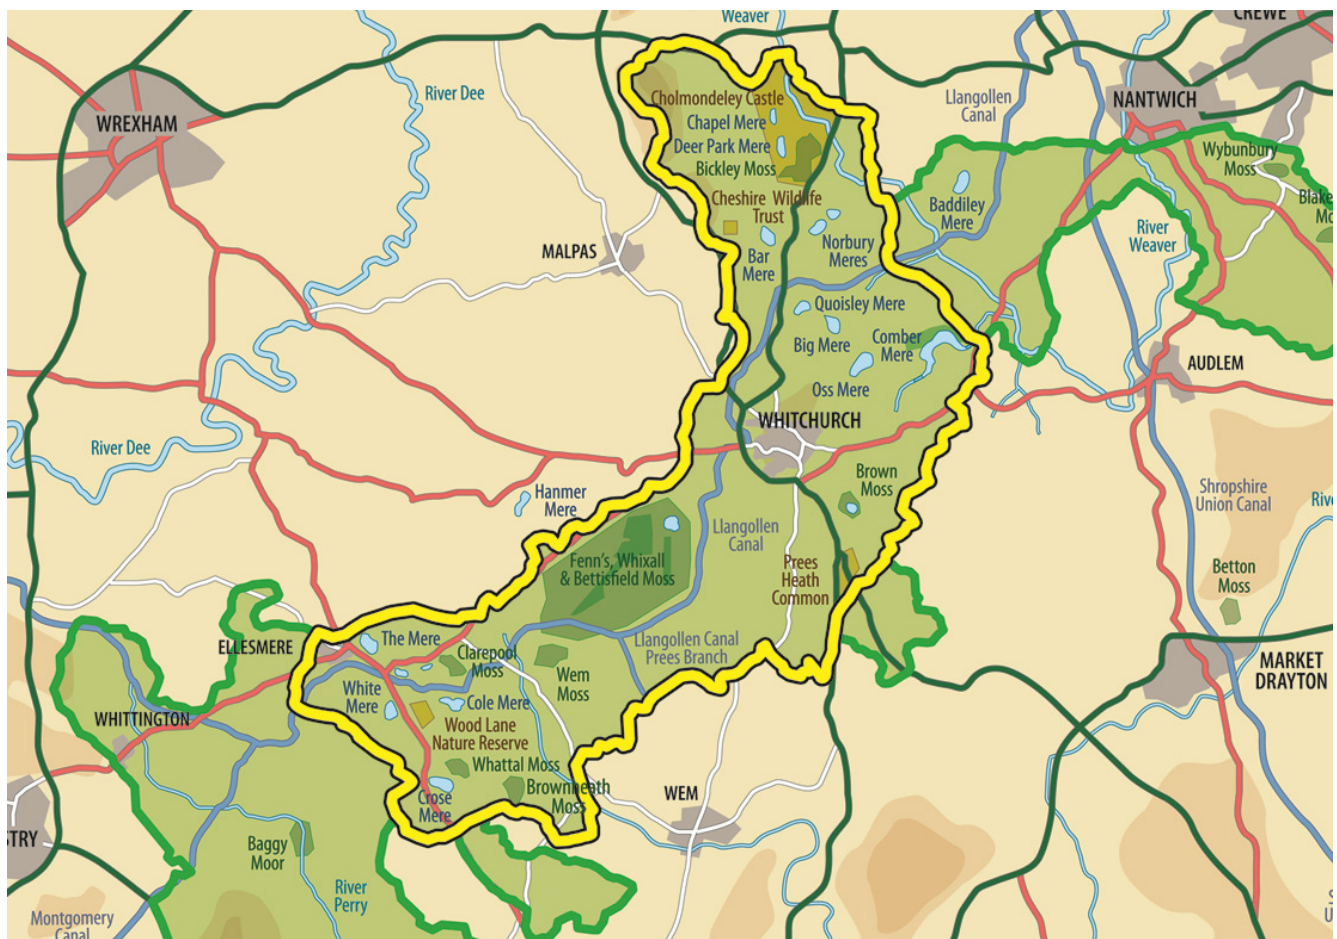 Weaver
CREWE
River Dee
Llangollen
Canal
NANTWICH
WREXHAM
Cholmondeley Castle
Chapel Mere
Deer Park Mere
Bickley Moss
Wybunbury
Moss
Cheshire Wildlife
Trust
Baddiley
Mere
River
Weaver
MALPAS
Bar
Mere
Norbury
Meres
Quoisley Mere
Big Mere
Comber
Mere
Oss Mere
AUDLEM
WHITCHURCH
River Dee
Brown
Moss
Hanmer
Mere
Shropshire
Union Canal
Llangollen
Canal
Fenn's, Whixall
& Bettisfield Moss
Prees
Heath
Common
Betton
Moss
ELLESMERE
The Mere
Clarepool
Moss
Llangollen Canal
Prees Branch
Wem
Moss
MARKET
DRAYTON
White
Mere
Cole Mere
WHITTINGTON
Wood Lane
Nature Reserve
Whattal Moss
Brownheath
Moss
Crose
Mere
WEM
STRY
Baggy
Moor
River
Perry
Montgomery
Canal